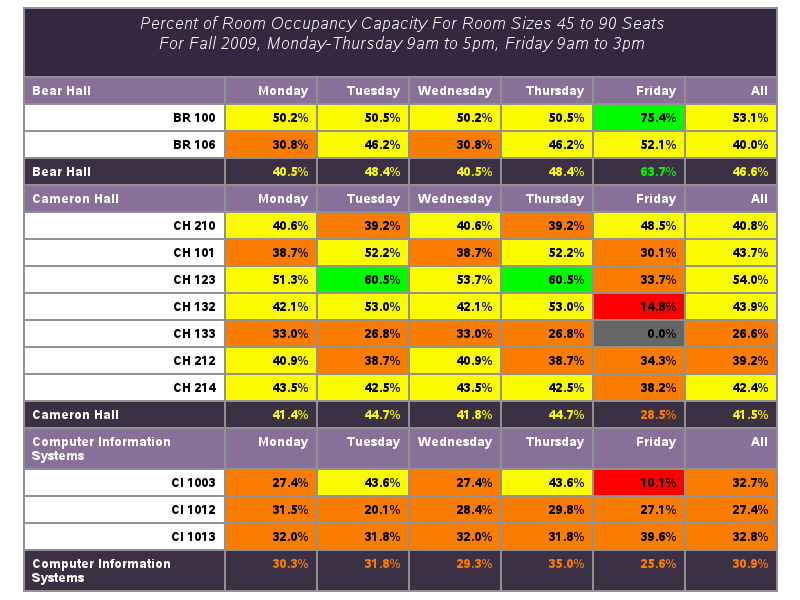 Percent of Room Occupancy Capacity For Room Sizes 45 to 90 Seats
For Fall 2009, Monday-Thursday 9am to 5pm, Friday 9am to 3pm
Bear Hall Monday Tuesday Wednesday Thursday Friday All
BR 100 50.2% 50.5% 50.2% 50.5% 75.4% 53.1%
BR 106 30.8% 46.2% 30.8% 46.2% 52.1% 40.0%
Bear Hall 40.5% 48.4% 40.5% 48.4% 63.7% 46.6%
Cameron Hall Monday Tuesday Wednesday Thursday Friday All
CH 210 40.6% 39.2% 40.6% 39.2% 48.5% 40.8%
CH 101 38.7% 52.2% 38.7% 52.2% 30.1% 43.7%
CH 123 51.3% 60.5% 53.7% 60.5% 33.7% 54.0%
CH 132 42.1% 53.0% 42.1% 53.0% 14.8% 43.9%
CH 133 33.0% 26.8% 33.0% 26.8% 0.0% 26.6%
CH 212 40.9% 38.7% 40.9% 38.7% 34.3% 39.2%
CH 214 43.5% 42.5% 43.5% 42.5% 38.2% 42.4%
Cameron Hall 41.4% 44.7% 41.8% 44.7% 28.5% 41.5%
Computer Information Monday Tuesday Wednesday Thursday Friday All
Systems
CI 1003 27.4% 43.6% 27.4% 43.6% 10.1% 32.7%
CI 1012 31.5% 20.1% 28.4% 29.8% 27.1% 27.4%
CI 1013 32.0% 31.8% 32.0% 31.8% 39.6% 32.8%
Computer Information 30.3% 31.8% 29.3% 35.0% 25.6% 30.9%
Systems